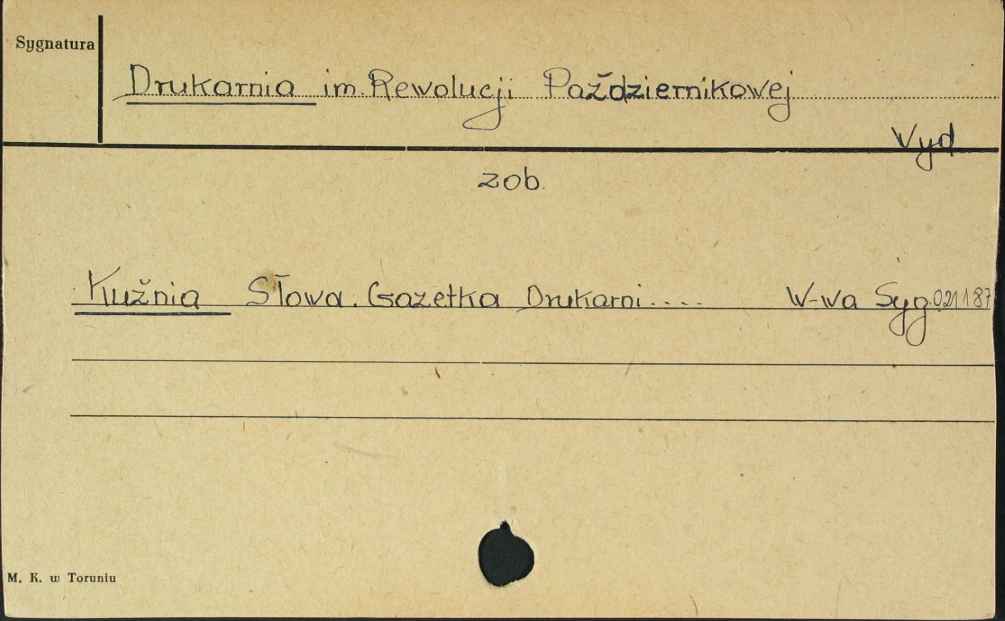 Sygnatura
Drukarnia im. Rewolucji Październikowej
Wyd
zob.
Kuźnia Słowa. Gazetka Drukarni..... W-wa Syg. 021187
M. K. w Toruniu